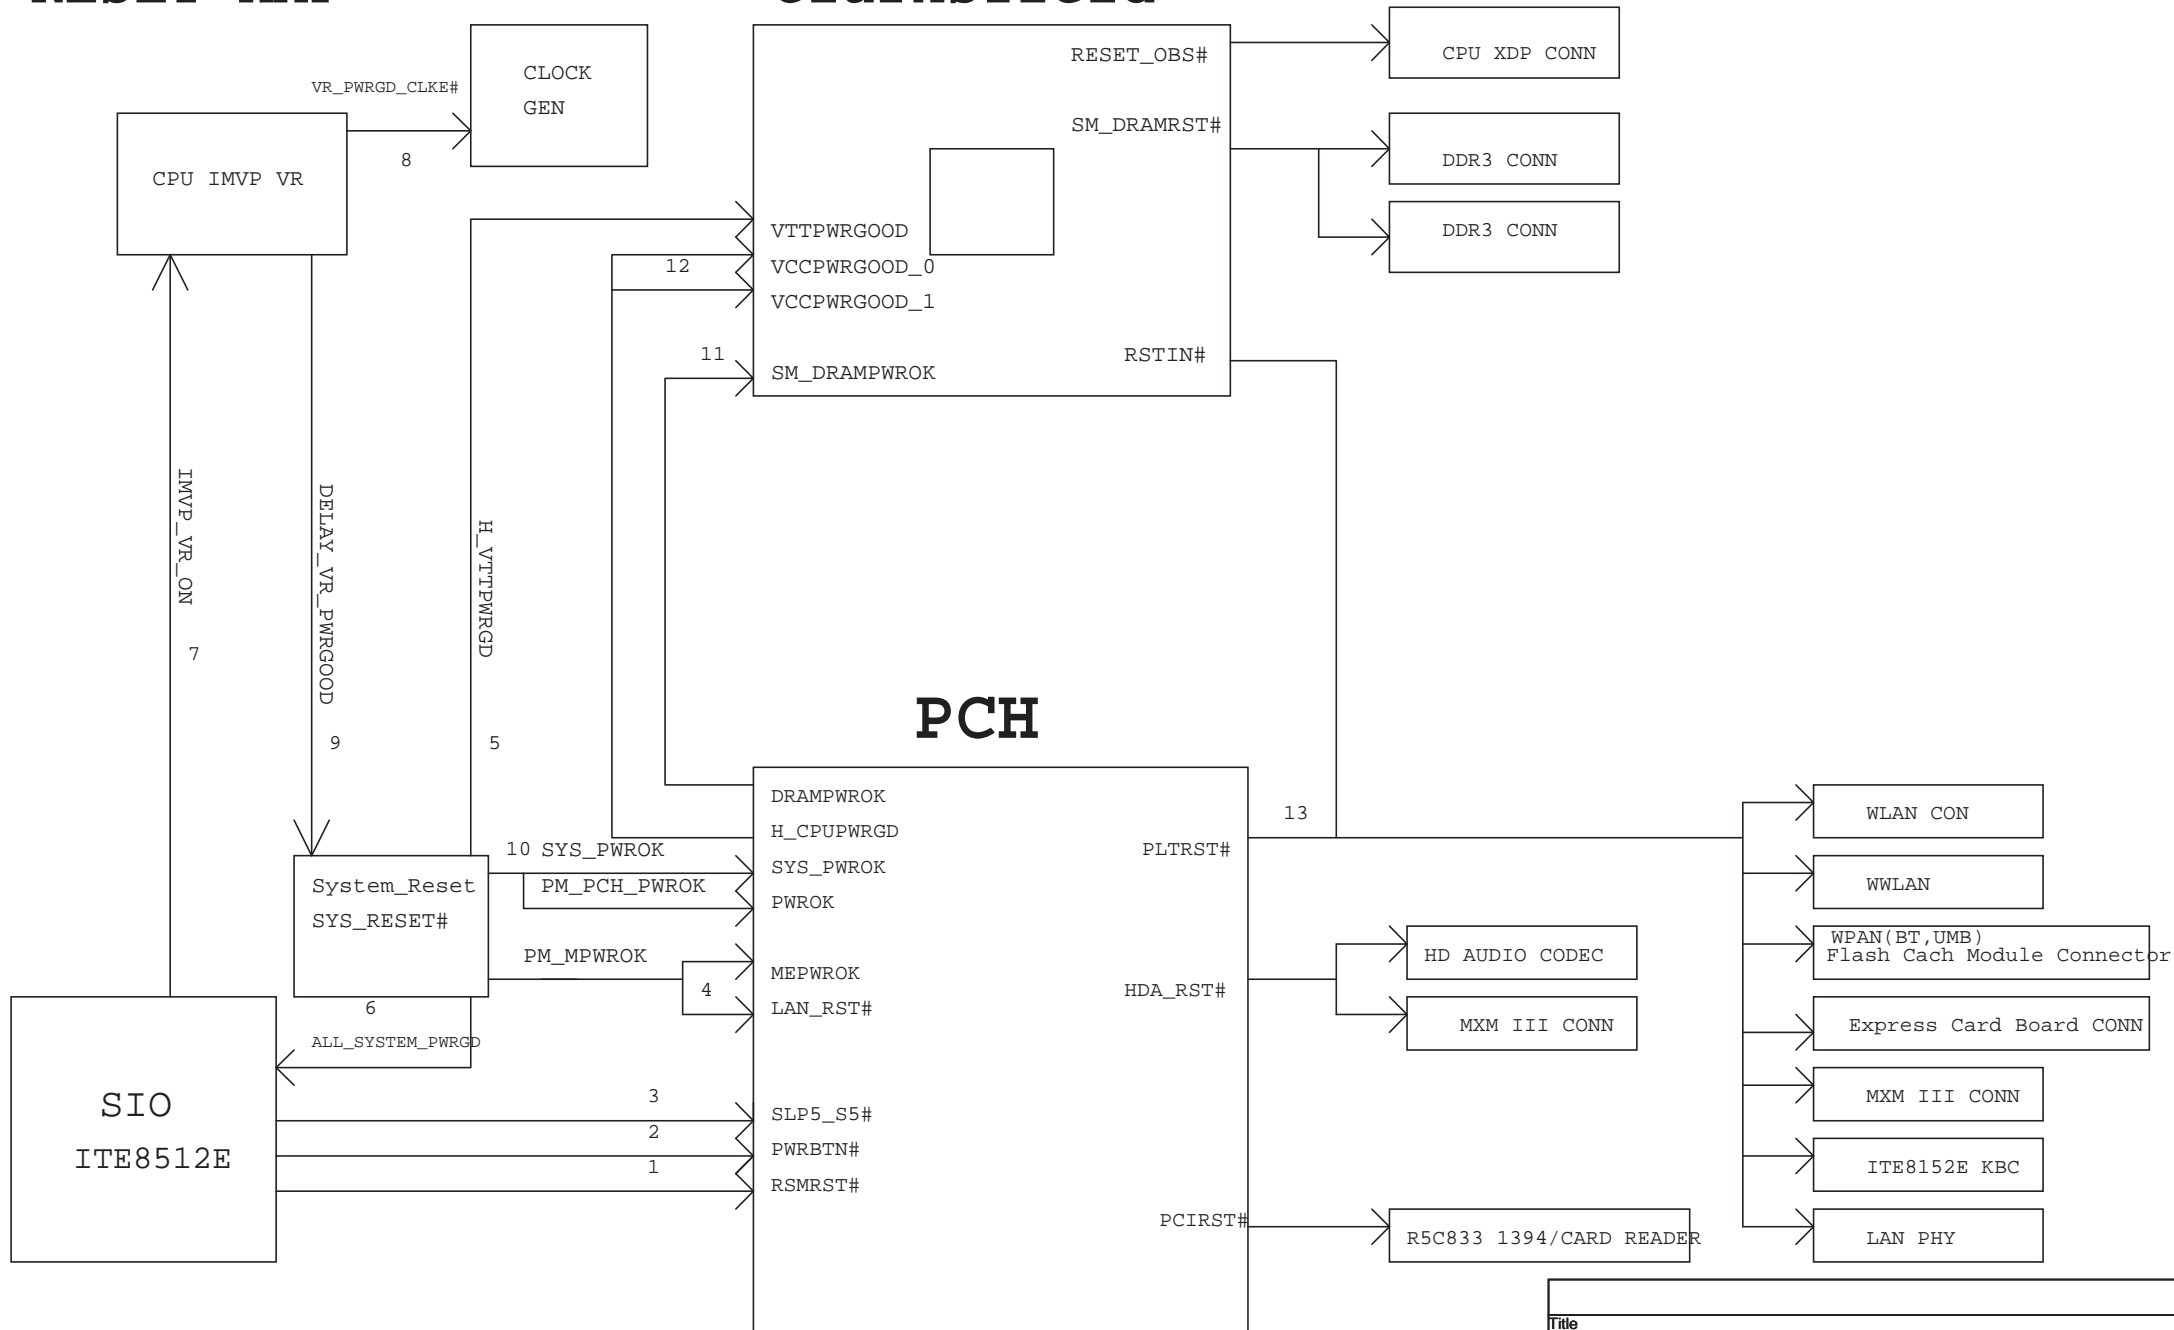 CLOCK
GEN
VR_PWRGD_CLKE#
8
CPU IMVP VR
RESET_OBS#
SM_DRAMRST#
VTTPWRGOOD
12
VCCPWRGOOD_0
VCCPWRGOOD_1
11
SM_DRAMPWROK
RSTIN#
CPU XDP CONN
DDR3 CONN
DDR3 CONN
IMVP_VR_ON
7
DELAY_VR_PWRGOOD
9
H_VTTPWRGD
5
PCH
DRAMPWROK
H_CPUPWRGD
10 SYS_PWROK
SYS_PWROK
PM_PCH_PWROK
PWROK
System_Reset
SYS_RESET#
PM_MPWROK
MEPWROK
4
LAN_RST#
6
ALL_SYSTEM_PWRGD
SIO
ITE8512E
3
SLP5_S5#
2
PWRBTN#
1
RSMRST#
13
PLTRST#
HDA_RST#
PCIRST#
HD AUDIO CODEC
MXM III CONN
R5C833 1394/CARD READER
WLAN CON
WWLAN
WPAN(BT,UMB)
Flash Cach Module Connector
Express Card Board CONN
MXM III CONN
ITE8152E KBC
LAN PHY
Title